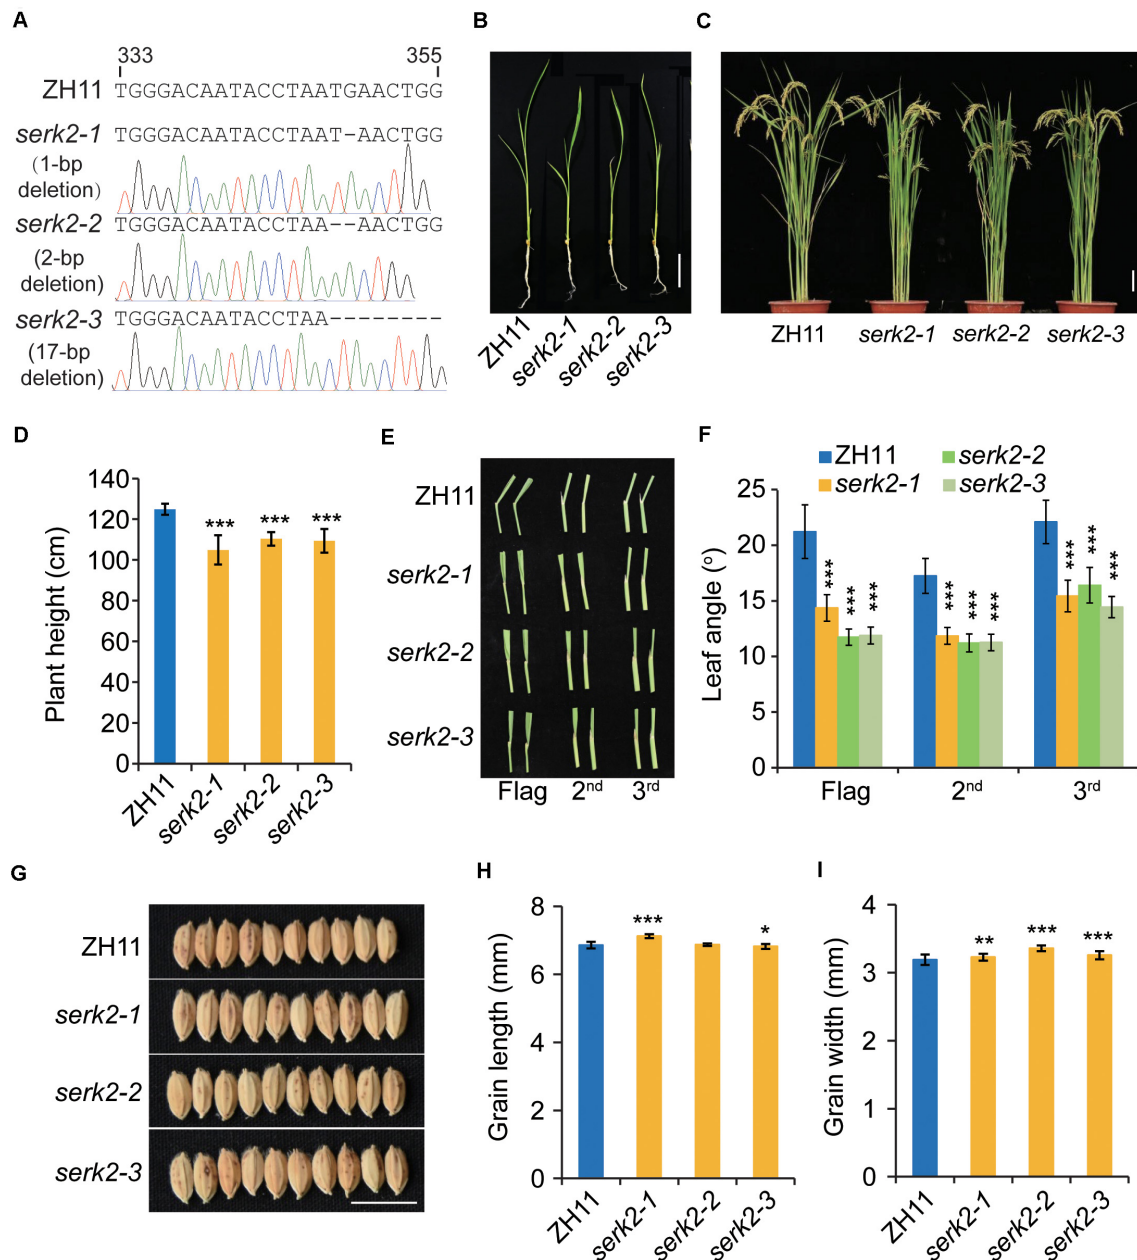 A
333 355
ZH11 TGGGACAATACCTAATGAACTGG
serk2-1 TGGGACAATACCTAAT-AACTGG
(1-bp
deletion)
serk2-2 TGGGACAATACCTAA--AACTGG
(2-bp
deletion)
serk2-3 TGGGACAATACCTAA--------
(17-bp
deletion)
B
ZH11 serk2-1 serk2-2 serk2-3
C
ZH11 serk2-1 serk2-2 serk2-3
D
Plant height (cm)
140
120
100
80
60
40
20
0
*** *** ***
ZH11 serk2-1 serk2-2 serk2-3
E
ZH11
serk2-1
serk2-2
serk2-3
Flag 2nd 3rd
F
ZH11 serk2-2
serk2-1 serk2-3
Leaf angle (o)
25
20
15
10
5
0
*** *** *** *** *** *** *** *** ***
Flag 2nd 3rd
G
ZH11
serk2-1
serk2-2
serk2-3
H
Grain length (mm)
8
6
4
2
0
*** *
ZH11 serk2-1 serk2-2 serk2-3
I
Grain width (mm)
4
3
2
1
0
** *** ***
ZH11 serk2-1 serk2-2 serk2-3